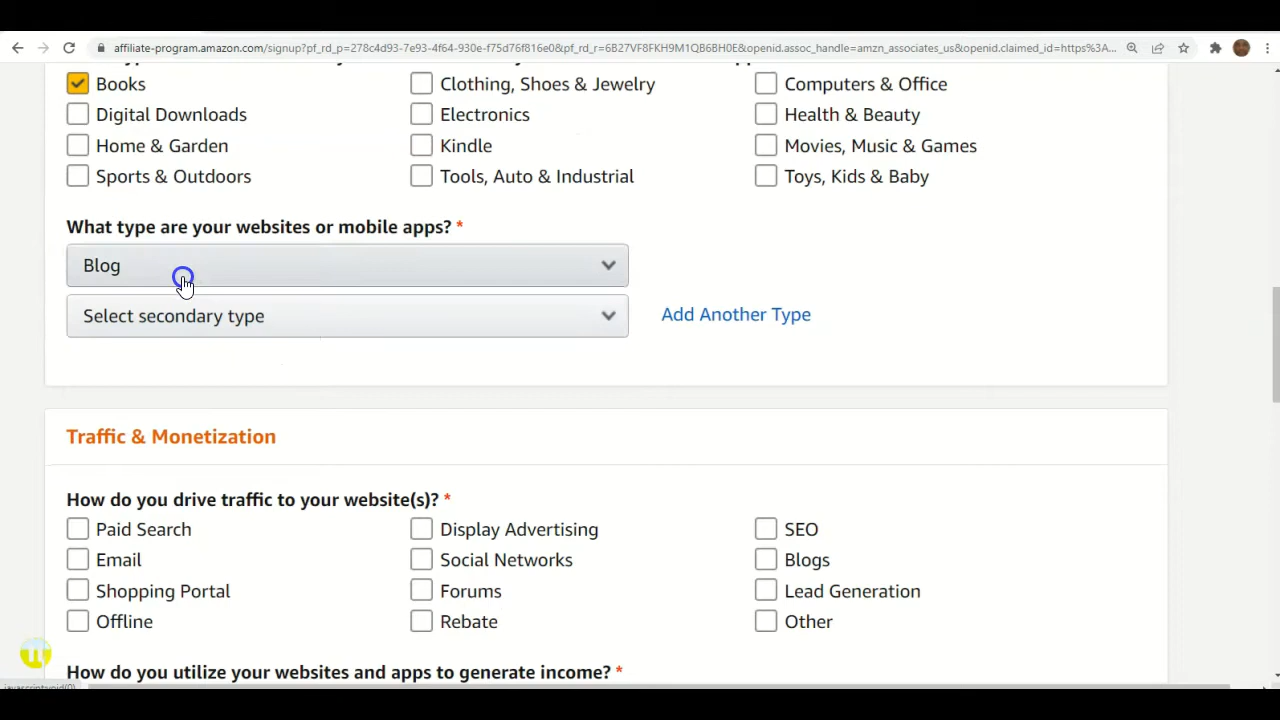 affiliate-program.amazon.com/signup?pf_rd_p=278c4d93-7e93-4f64-930e-f75d76f816e0&pf_rd_r=6B27VF8FKH9M1QB6BH0E&openid.assoc_handle=amzn_associates_us&openid.claimed_id=https%3A...
Books
Clothing, Shoes & Jewelry
Computers & Office
Digital Downloads
Electronics
Health & Beauty
Home & Garden
Kindle
Movies, Music & Games
Sports & Outdoors
Tools, Auto & Industrial
Toys, Kids & Baby
What type are your websites or mobile apps? *
Blog
Select secondary type
Add Another Type
Traffic & Monetization
How do you drive traffic to your website(s)? *
Paid Search
Display Advertising
SEO
Email
Social Networks
Blogs
Shopping Portal
Forums
Lead Generation
Offline
Rebate
Other
How do you utilize your websites and apps to generate income? *